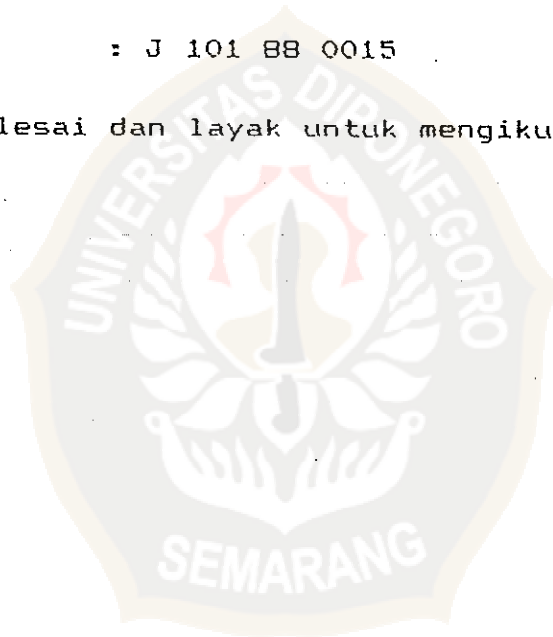 : J 101 88 0015
lesai dan layak untuk mengiku
UNIVERSITAS DIPONEGORO
SEMARANG